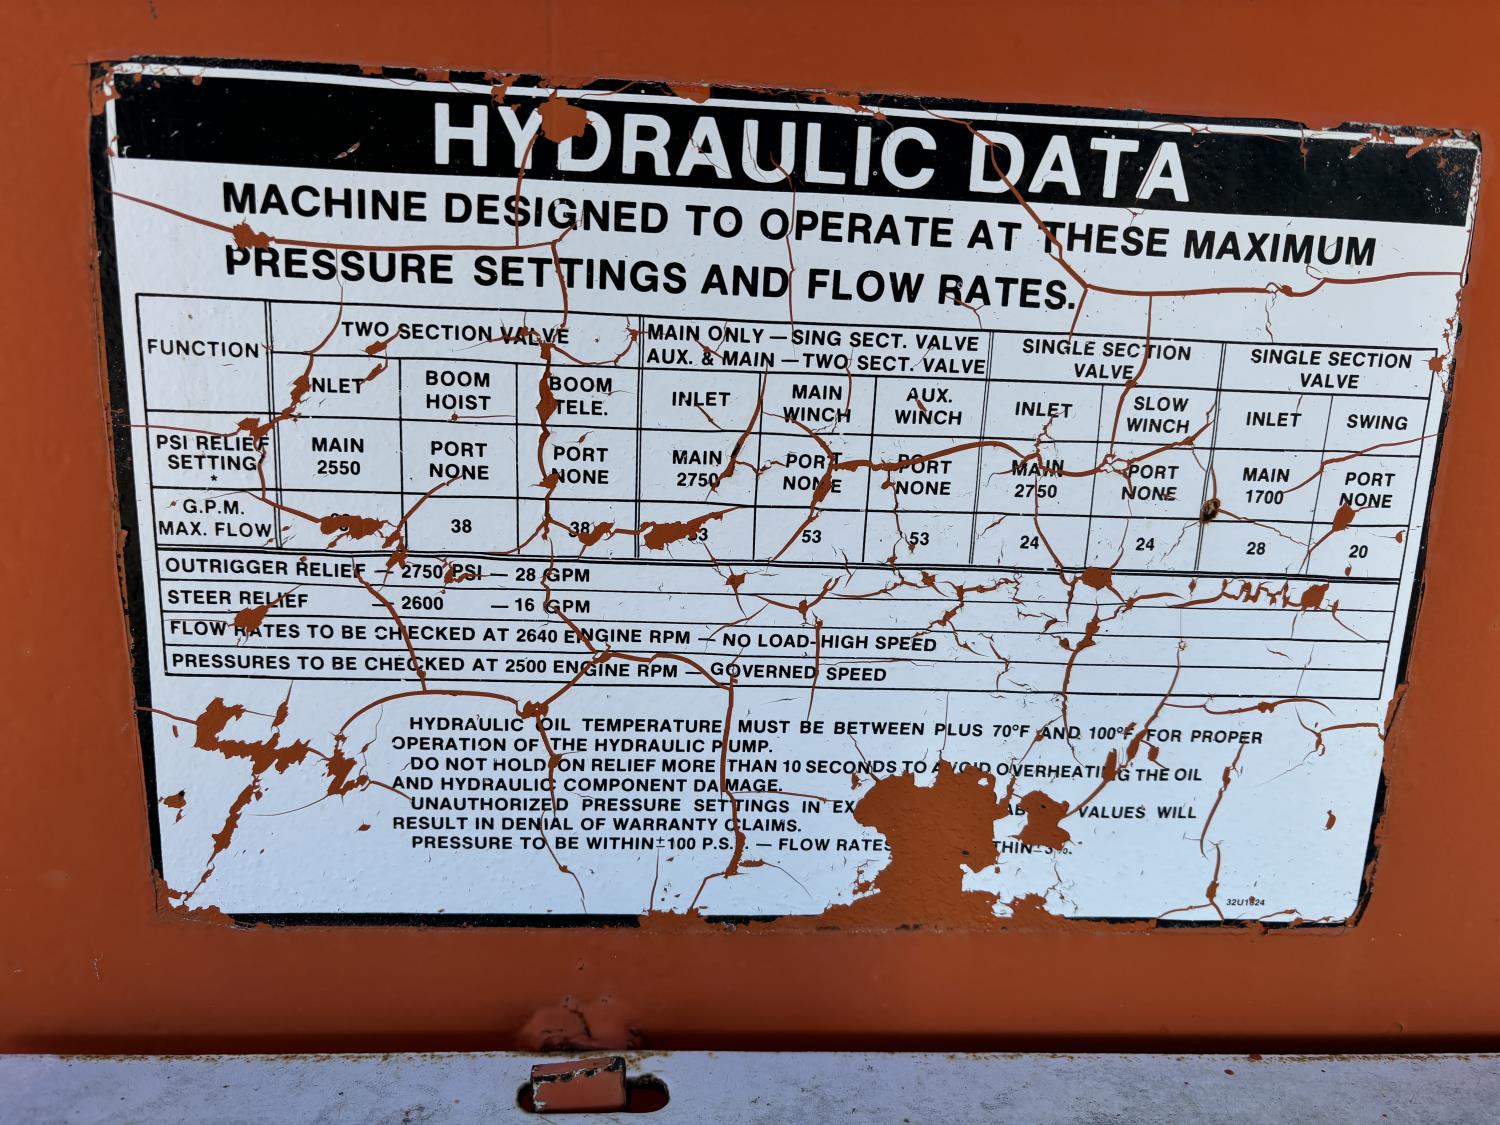 HYDRAULIC DATA
MACHINE DESIGNED TO OPERATE AT THESE MAXIMUM
PRESSURE SETTINGS AND FLOW RATES.
FUNCTION
TWO SECTION VALVE
MAIN ONLY — SING SECT. VALVE
AUX. & MAIN — TWO SECT. VALVE
SINGLE SECTION
VALVE
SINGLE SECTION
VALVE
INLET
BOOM
HOIST
BOOM
TELE.
INLET
MAIN
WINCH
AUX.
WINCH
INLET
SLOW
WINCH
INLET
SWING
PSI RELIEF
SETTING
*
MAIN
2550
PORT
NONE
PORT
NONE
MAIN
2750
PORT
NONE
PORT
NONE
MAIN
2750
PORT
NONE
MAIN
1700
PORT
NONE
G.P.M.
MAX. FLOW
38
38
53
53
53
24
24
28
20
OUTRIGGER RELIEF — 2750 PSI — 28 GPM
STEER RELIEF — 2600 — 16 GPM
FLOW RATES TO BE CHECKED AT 2640 ENGINE RPM — NO LOAD-HIGH SPEED
PRESSURES TO BE CHECKED AT 2500 ENGINE RPM — GOVERNED SPEED
HYDRAULIC OIL TEMPERATURE MUST BE BETWEEN PLUS 70ºF AND 100ºF FOR PROPER
OPERATION OF THE HYDRAULIC PUMP.
DO NOT HOLD ON RELIEF MORE THAN 10 SECONDS TO AVOID OVERHEATING THE OIL
AND HYDRAULIC COMPONENT DAMAGE.
UNAUTHORIZED PRESSURE SETTINGS IN VALUES WILL
RESULT IN DENIAL OF WARRANTY CLAIMS.
PRESSURE TO BE WITHIN ±100 P.S.I. — FLOW RATES